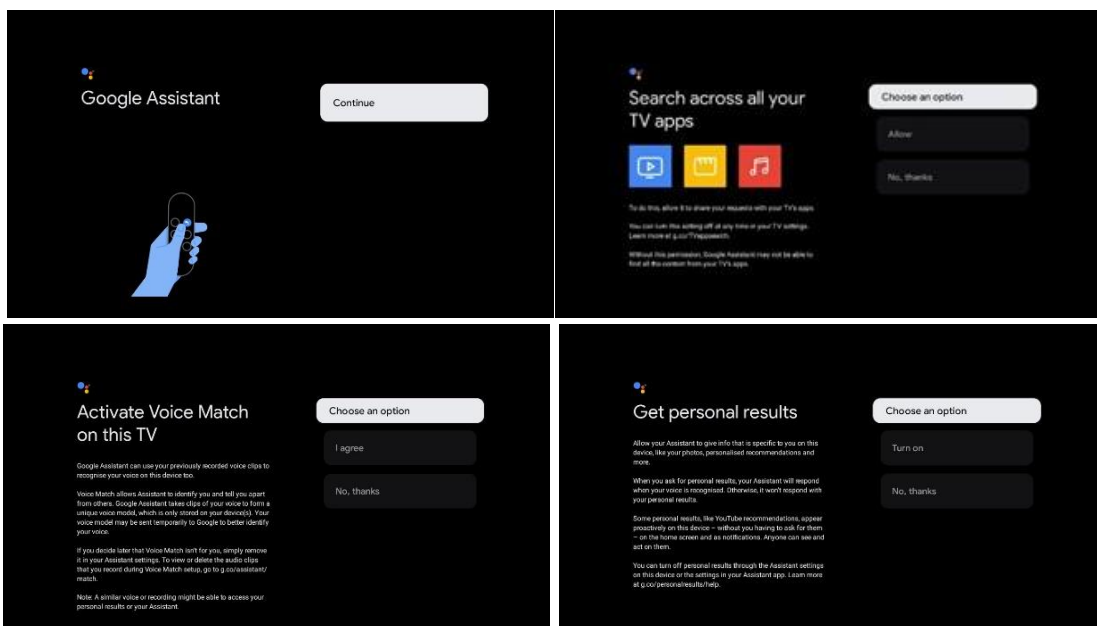 Google Assistant
Continue
Search across all your
TV apps
Choose an option
Allow
No, thanks
To do this, allow it to share your requests with your TV's apps.
You can turn this setting off at any time in your TV settings.
Learn more at g.co/TVappsearch.
Without this permission, Google Assistant may not be able to
find all the content from your TV's apps.
Activate Voice Match
on this TV
Google Assistant can use your previously recorded voice clips to
recognise your voice on this device too.
Voice Match allows Assistant to identify you and tell you apart
from others. Google Assistant takes clips of your voice to form a
unique voice model, which is only stored on your device(s). Your
voice model may be sent temporarily to Google to better identify
your voice.
If you decide later that Voice Match isn't for you, simply remove
it in your Assistant settings. To view or delete the audio clips
that you record during Voice Match setup, go to g.co/assistant/
match.
Note: A similar voice or recording might be able to access your
personal results or your Assistant.
Choose an option
I agree
No, thanks
Get personal results
Allow your Assistant to give info that is specific to you on this
device, like your photos, personalised recommendations and
more.
When you ask for personal results, your Assistant will respond
when your voice is recognised. Otherwise, it won't respond with
your personal results.
Some personal results, like YouTube recommendations, appear
proactively on this device – without you having to ask for them
– on the home screen and as notifications. Anyone can see and
act on them.
You can turn off personal results through the Assistant settings
on this device or the settings in your Assistant app. Learn more
at g.co/personalresults/help.
Choose an option
Turn on
No, thanks